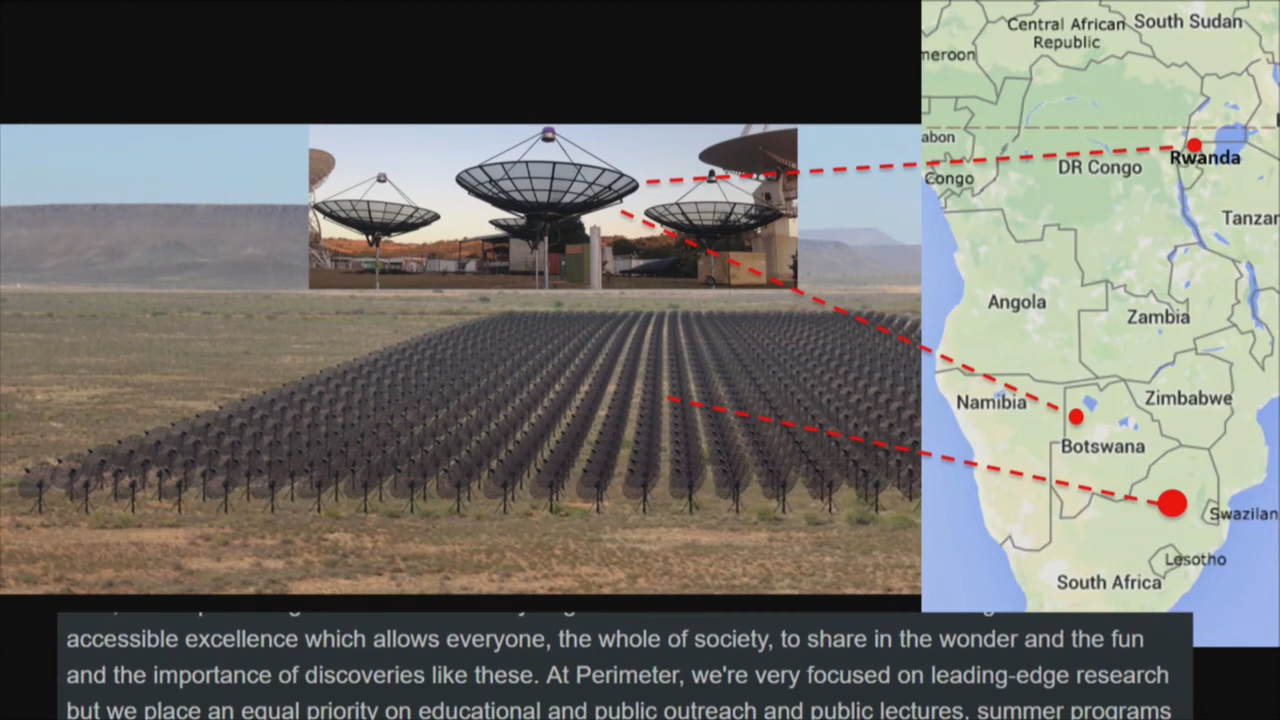 Central African
Republic
South Sudan
meroon
abon
Congo
DR Congo
Rwanda
Tanzan
Angola
Zambia
Namibia
Zimbabwe
Botswana
Swazilan
Lesotho
South Africa
accessible excellence which allows everyone, the whole of society, to share in the wonder and the fun
and the importance of discoveries like these. At Perimeter, we're very focused on leading-edge research
but we place an equal priority on educational and public outreach and public lectures, summer programs